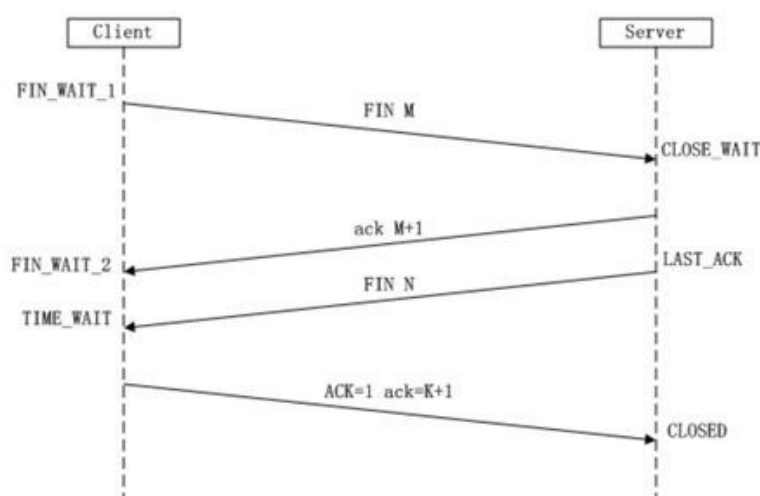 Client
Server
FIN_WAIT_1
FIN M
CLOSE_WAIT
ack M+1
FIN_WAIT_2
LAST_ACK
FIN N
TIME_WAIT
ACK=1 ack=K+1
CLOSED